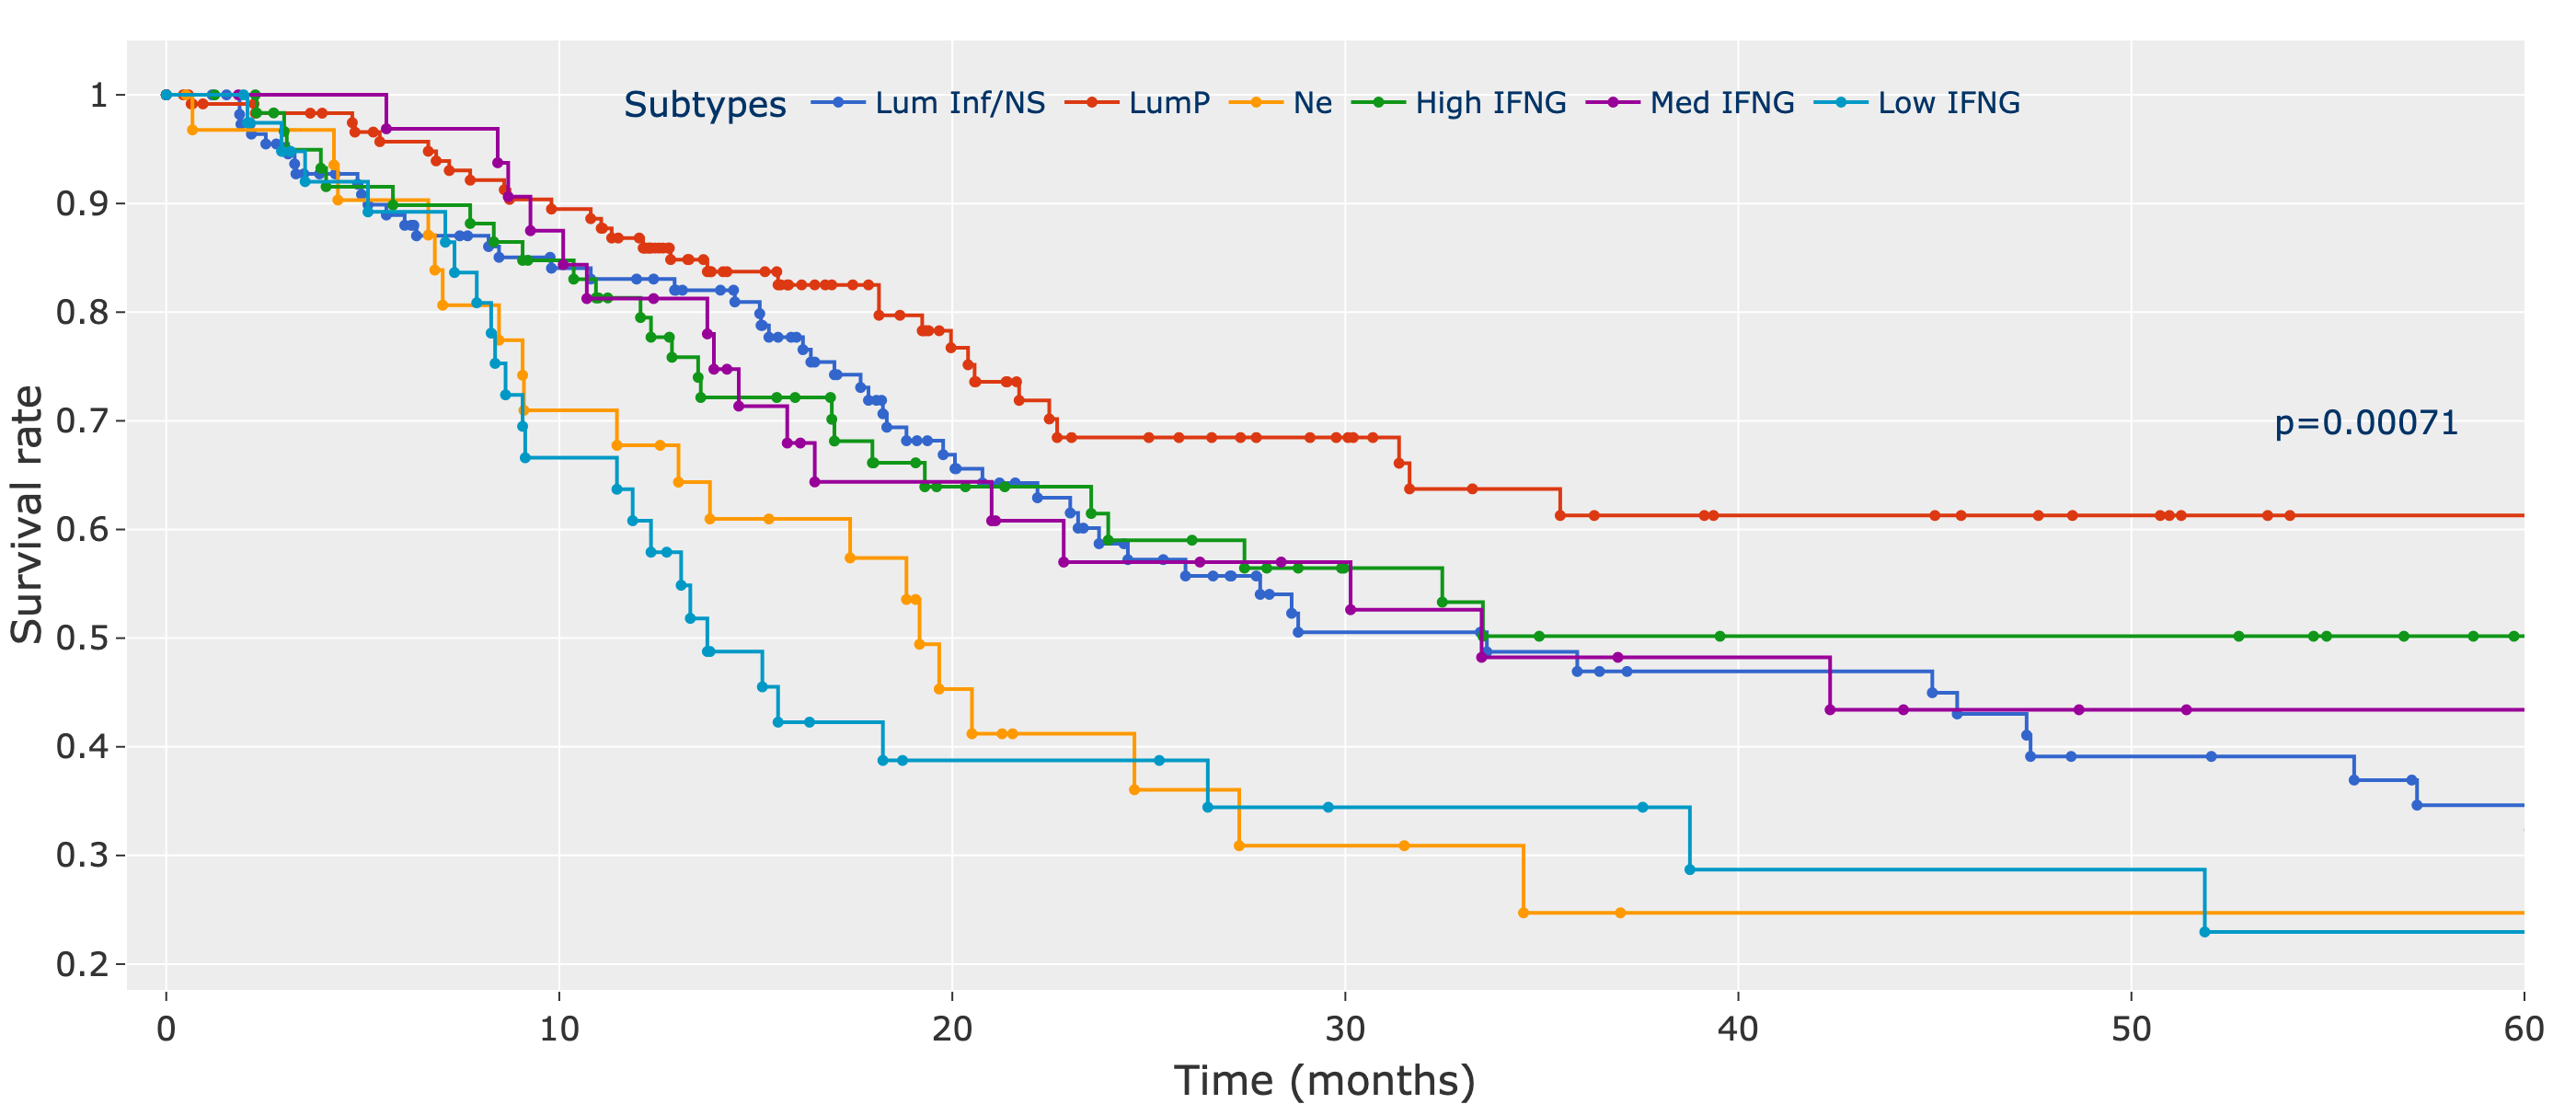 Subtypes Lum Inf/NS LumP Ne High IFNG Med IFNG Low IFNG
1
0.9
0.8
0.7
0.6
0.5
0.4
0.3
0.2
Survival rate
p=0.00071
0 10 20 30 40 50 60
Time (months)